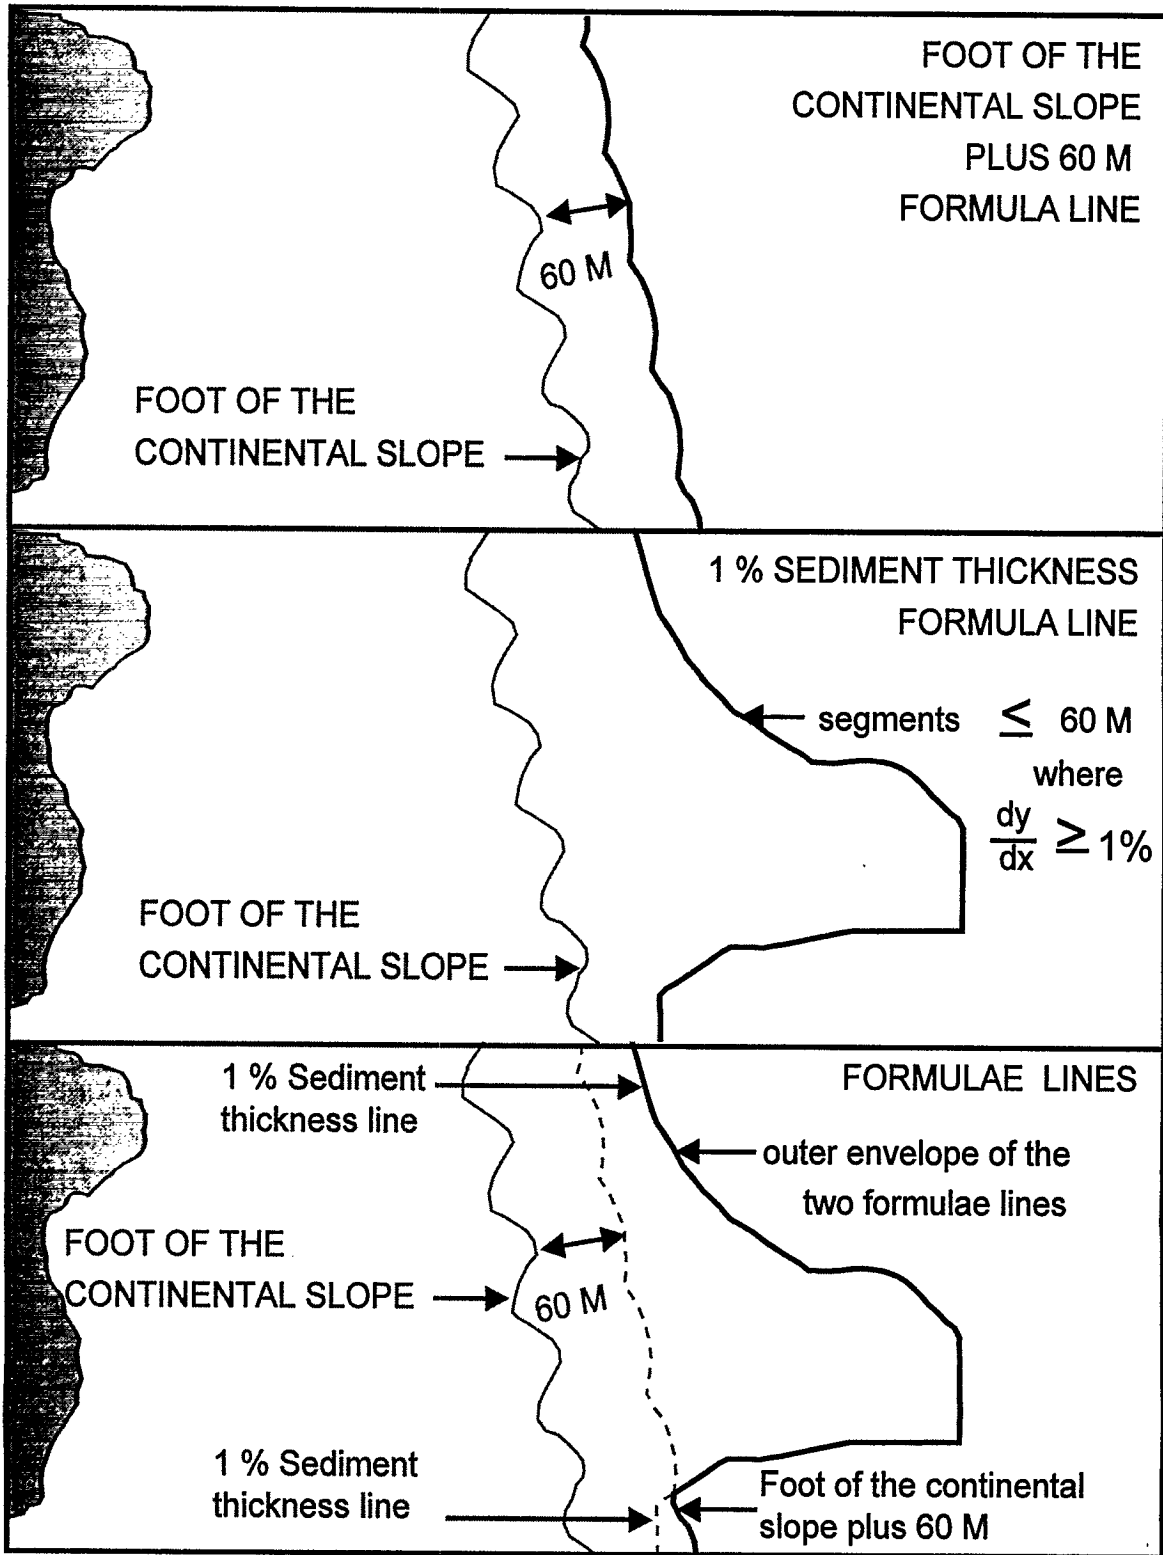 FOOT OF THE
CONTINENTAL SLOPE
PLUS 60 M
FORMULA LINE
60 M
FOOT OF THE
CONTINENTAL SLOPE
1 % SEDIMENT THICKNESS
FORMULA LINE
segments ≤ 60 M
where
dy
dx ≥ 1%
FOOT OF THE
CONTINENTAL SLOPE
1 % Sediment
thickness line
FORMULAE LINES
outer envelope of the
two formulae lines
FOOT OF THE
CONTINENTAL SLOPE
60 M
1 % Sediment
thickness line
Foot of the continental
slope plus 60 M